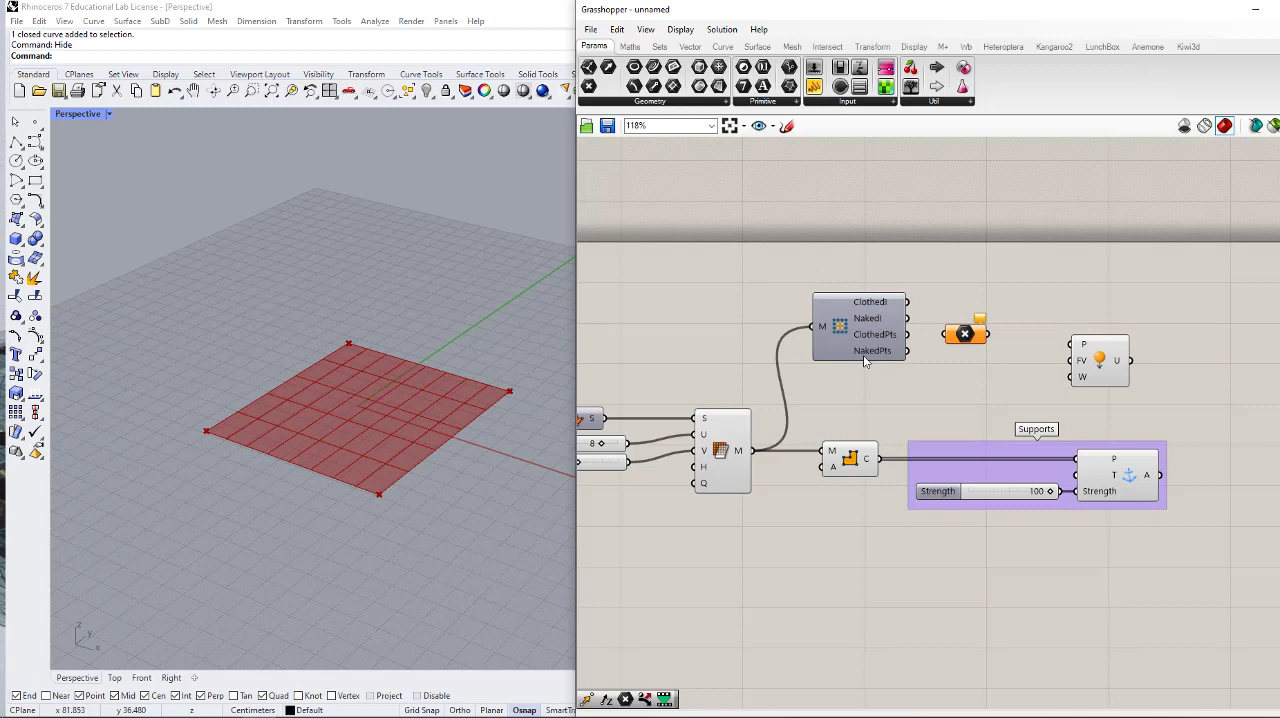 Rhinoceros 7 Educational Lab License - [Perspective]
File Edit View Curve Surface SubD Solid Mesh Dimension Transform Tools Analyze Render Panels Help
1 closed curve added to selection.
Command: Hide
Command:
Standard CPlanes Set View Display Select Viewport Layout Visibility Transform Curve Tools Surface Tools Solid Tools
Perspective
z
y
x
Perspective Top Front Right
End Near Point Mid Cen Int Perp Tan Quad Knot Vertex Project Disable
CPlane x 81.853 y 36.480 z Centimeters Default Grid Snap Ortho Planar Osnap SmartTra
Grasshopper - unnamed
File Edit View Display Solution Help
Params Maths Sets Vector Curve Surface Mesh Intersect Transform Display M+ Wb Heteroptera Kangaroo2 LunchBox Anemone Kiwi3d
Geometry Primitive Input Util
118%
ClothedI
NakedI
M ClothedPts
NakedPts
P
FV U
W
S
8
S
U
V M
H
Q
M C
A
Supports
P
T A
Strength
Strength 100